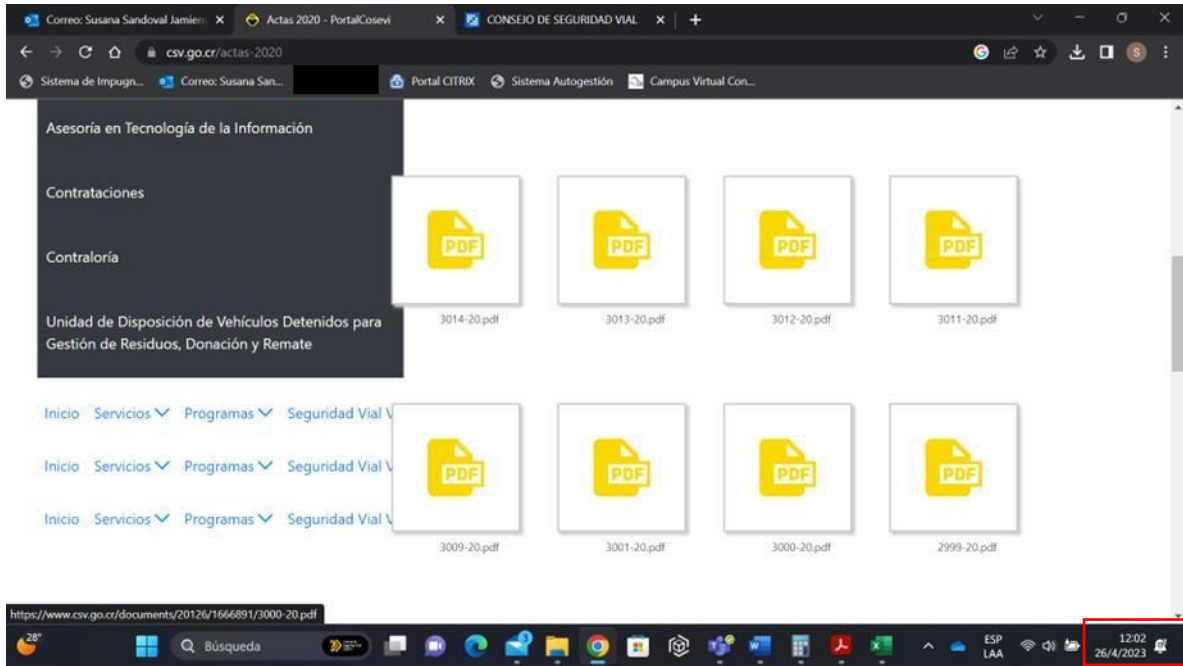 Correo: Susana Sandoval Jamien
Actas 2020 - PortalCosevi
CONSEJO DE SEGURIDAD VIAL
csv.go.cr/actas-2020
S
Sistema de Impugn...
Correo: Susana San...
Portal CITRIX
Sistema Autogestión
Campus Virtual Con...
Asesoría en Tecnología de la Información
Contrataciones
Contraloría
Unidad de Disposición de Vehículos Detenidos para
Gestión de Residuos, Donación y Remate
PDF PDF PDF PDF
3014-20.pdf 3013-20.pdf 3012-20.pdf 3011-20.pdf
Inicio Servicios Programas Seguridad Vial V
Inicio Servicios Programas Seguridad Vial V
Inicio Servicios Programas Seguridad Vial V
PDF PDF PDF PDF
3009-20.pdf 3001-20.pdf 3000-20.pdf 2999-20.pdf
https://www.csv.go.cr/documents/20126/1666891/3000-20.pdf
28°
Búsqueda
ESP
LAA
12:02
26/4/2023